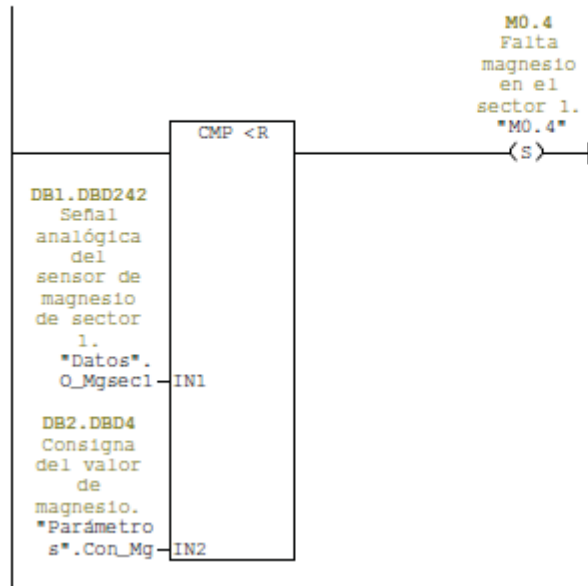 M0.4
Falta
magnesio
en el
sector 1.
"M0.4"
CMP <R
(S)
DB1.DBD242
Señal
analógica
del
sensor de
magnesio
de sector
1.
"Datos".
O_Mgsec1
IN1
DB2.DBD4
Consigna
del valor
de
magnesio.
"Parámetro
s".Con_Mg
IN2